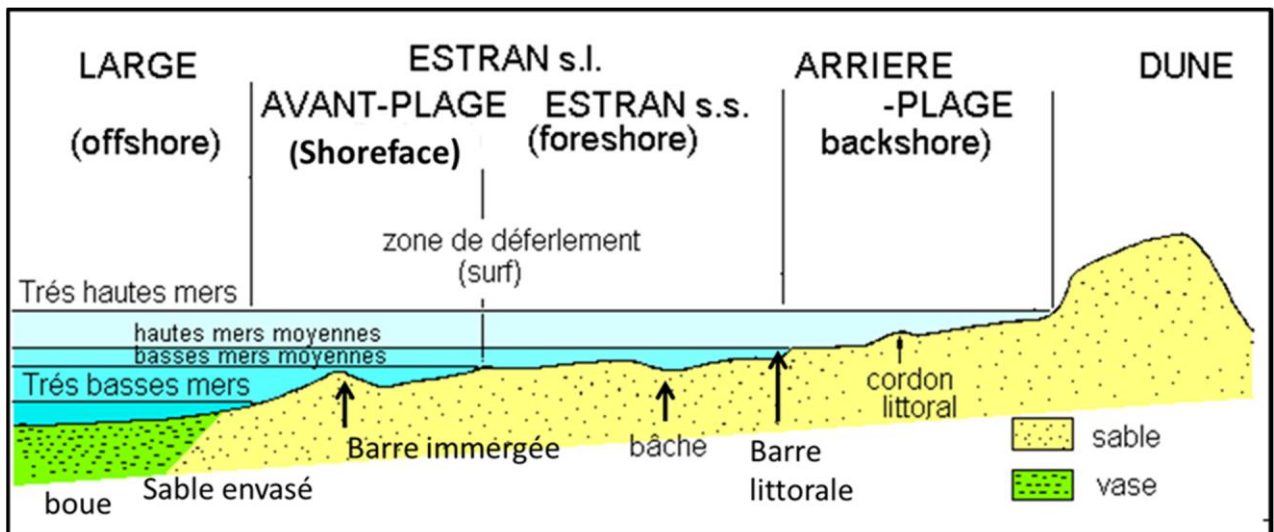 LARGE
(offshore)
ESTRAN s.l.
AVANT-PLAGE
(Shoreface)
ESTRAN s.s.
(foreshore)
ARRIERE
-PLAGE
backshore)
DUNE
zone de déferlement
(surf)
Trés hautes mers
hautes mers moyennes
basses mers moyennes
Trés basses mers
boue
Sable envasé
Barre immergée
bâche
Barre
littorale
cordon
littoral
sable
vase